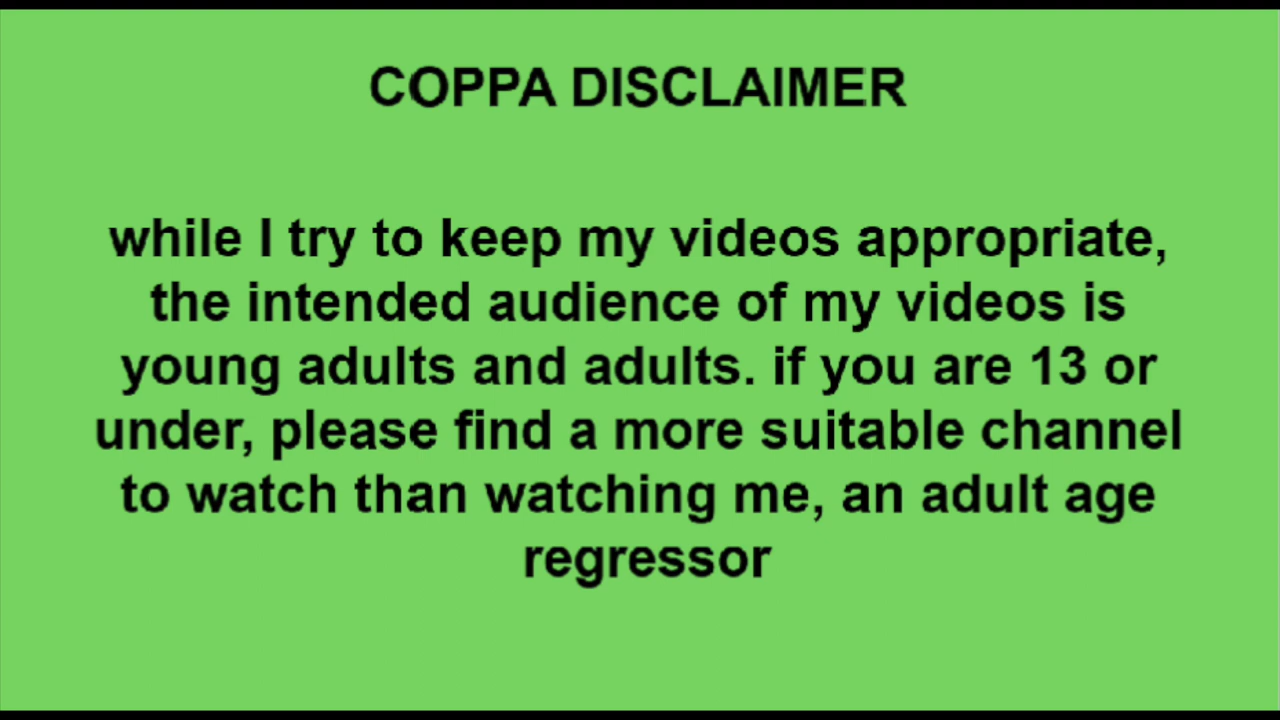 COPPA DISCLAIMER
while I try to keep my videos appropriate,
the intended audience of my videos is
young adults and adults. if you are 13 or
under, please find a more suitable channel
to watch than watching me, an adult age
regressor